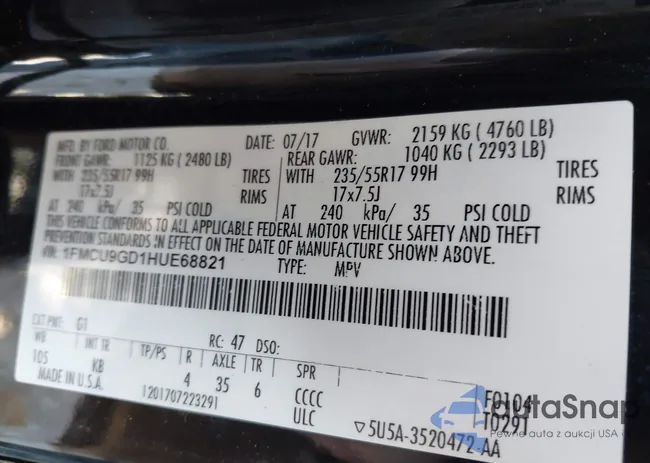 MFD. BY FORD MOTOR CO. DATE: 07/17 GVWR: 2159 KG ( 4760 LB)
FRONT GAWR: 1125 KG ( 2480 LB) REAR GAWR: 1040 KG ( 2293 LB)
WITH 235/55R17 99H TIRES WITH 235/55R17 99H TIRES
17x7.5J RIMS 17x7.5J RIMS
AT 240 kPa/ 35 PSI COLD AT 240 kPa/ 35 PSI COLD
THIS VEHICLE CONFORMS TO ALL APPLICABLE FEDERAL MOTOR VEHICLE SAFETY AND THEFT
PREVENTION STANDARDS IN EFFECT ON THE DATE OF MANUFACTURE SHOWN ABOVE.
VIN: 1FMCU9GD1HUE68821 TYPE: MPV
EXT PNT: G1 RC: 47 DSO:
WB INT TR TP/PS R AXLE TR SPR
105 KB 4 35 6 CCCC F0104
MADE IN U.S.A. 1201707223291 ULC T0291
▽5U5A-3520472-AA
autaSnap
Pewne auta z aukcji USA